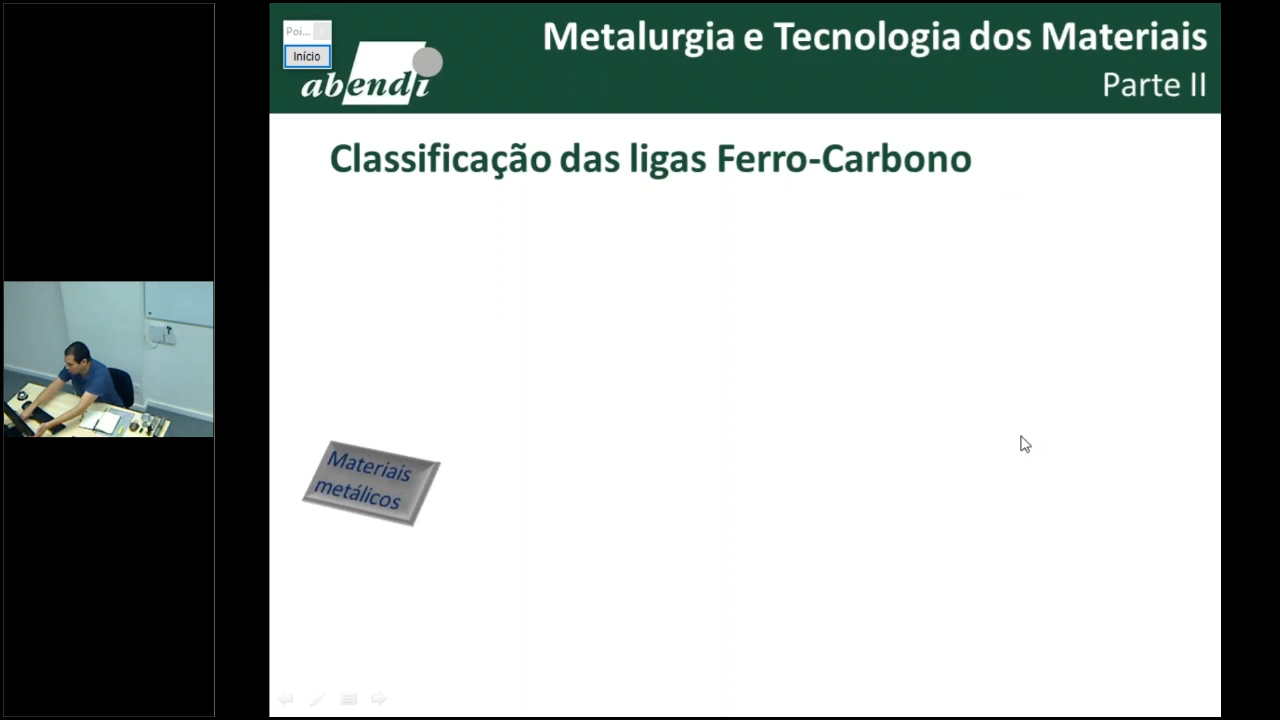 Poi...
Início
abendi
Metalurgia e Tecnologia dos Materiais
Parte II
Classificação das ligas Ferro-Carbono
Materiais
metálicos